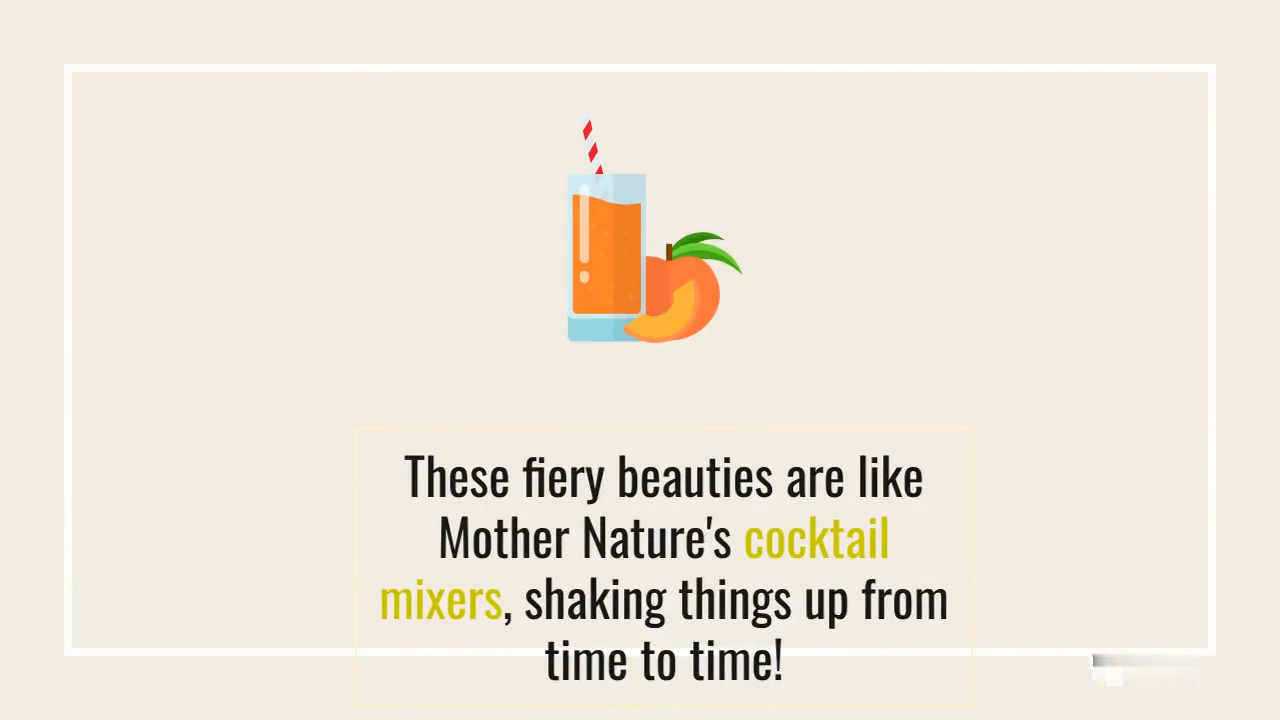 These fiery beauties are like
Mother Nature's cocktail
mixers, shaking things up from
time to time!